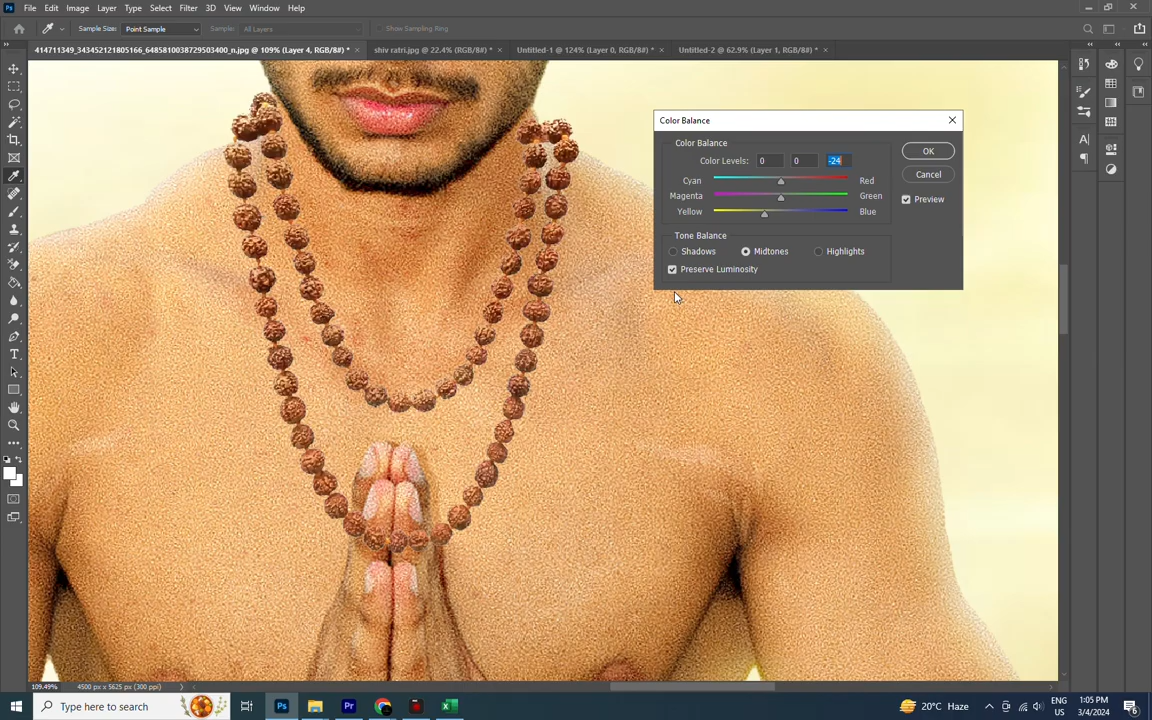 Ps File Edit Image Layer Type Select Filter 3D View Window Help
Sample Size: Point Sample Sample: All Layers Show Sampling Ring
414711349_343452121805166_6485810038729503400_n.jpg @ 109% (Layer 4, RGB/8#) * × shiv ratri.jpg @ 22.4% (RGB/8#) * × Untitled-1 @ 124% (Layer 0, RGB/8#) * × Untitled-2 @ 62.9% (Layer 1, RGB/8#) * ×
Color Balance
Color Balance
Color Levels: 0 0 -24
OK
Cyan Red
Cancel
Magenta Green
Preview
Yellow Blue
Tone Balance
Shadows Midtones Highlights
Preserve Luminosity
109.49% 4500 px x 5625 px (300 ppi)
Type here to search
Ps
Pr
20°C Haze
ENG
US
1:05 PM
3/4/2024
6